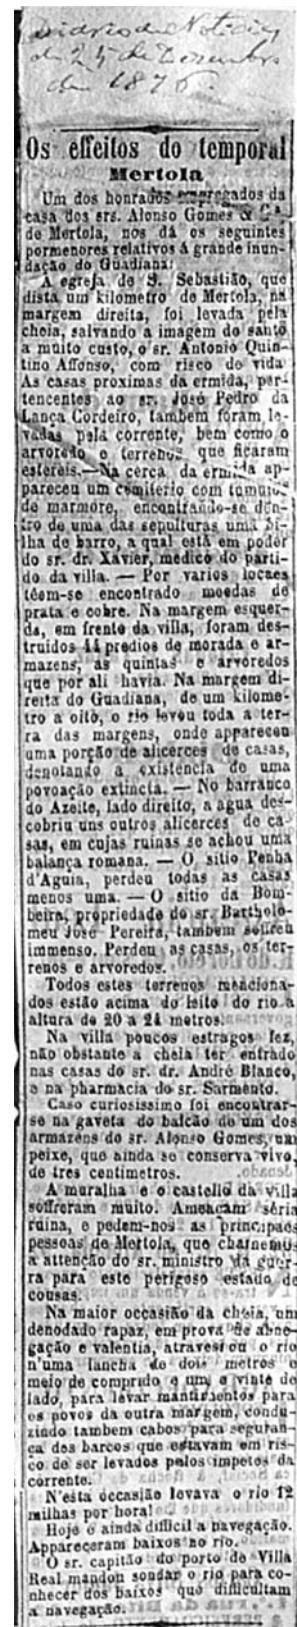 Diario de Noticias
de 25 de Dezembro
de 1876.
Os effeitos do temporal
Mertola
Um dos honrados empregados da
casa dos srs. Alonso Gomes & C.ª
de Mertola, nos dá os seguintes
pormenores relativos á grande inun-
dação do Guadiana:
A egreja de S. Sebastião, que
dista um kilometro de Mertola, na
margem direita, foi levada pela
cheia, salvando a imagem do santo
a muito custo, o sr. Antonio Quin-
tino Affonso, com risco de vida
As casas proximas da ermida, per-
tencentes ao sr. José Pedro da
Lança Cordeiro, tambem foram le-
vadas pela corrente, bem como o
arvoredo e terrenos que ficaram
estereis.—Na cerca da ermida ap-
pareceu um cemiterio com tumulos
de marmore, encontrando-se den-
tro de uma das sepulturas uma bi-
lha de barro, a qual está em poder
do sr. dr. Xavier, medico do parti-
do da villa. — Por varios locaes
têem-se encontrado moedas de
prata e cobre. Na margem esquer-
da, em frente da villa, foram des-
truidos 44 predios de morada e ar-
mazens, as quintas e arvoredos
que por ali havia. Na margem di-
reita do Guadiana, de um kilome-
tro a oito, o rio levou toda a ter-
ra das margens, onde appareceu
uma porção de alicerces de casas,
denotando a existencia de uma
povoação extincta. — No barranco
do Azeite, lado direito, a agua des-
cobriu uns outros alicerces de ca-
sas, em cujas ruinas se achou uma
balança romana. — O sitio Penha
d'Aguia, perdeu todas as casas
menos uma. — O sitio da Bom-
beira, propriedade do sr. Bartholo-
meu José Pereira, tambem soffreu
immenso. Perdeu as casas, os ter-
renos e arvoredos.
Todos estes terrenos menciona-
dos estão acima do leito do rio a
altura de 20 a 24 metros.
Na villa poucos estragos fez,
não obstante a cheia ter entrado
nas casas do sr. dr. André Blanco,
e na pharmacia do sr. Sarmento.
Caso curiosissimo foi encontrar-
se na gaveta do balcão de um dos
armazens do sr. Alonso Gomes, um
peixe, que ainda se conserva vivo,
de tres centimetros.
A muralha e o castello da villa
soffreram muito. Ameaçam séria
ruina, e pedem-nos as principaes
pessoas de Mertola, que chamemos
a attenção do sr. ministro da guer-
ra para este perigoso estado de
cousas.
Na maior occasião da cheia, um
denodado rapaz, em prova de abne-
gação e valentia, atravessou o rio
n'uma lancha de dois metros e
meio de comprido e um e vinte de
lado, para levar mantimentos para
os povos da outra margem, condu-
zindo tambem cabos para seguran-
ça dos barcos que estavam em ris-
co de ser levados pelos impetos da
corrente.
N'esta occasião levava o rio 12
milhas por hora!
Hoje é ainda difficil a navegação.
Appareceram baixos no rio.
O sr. capitão do porto de Villa
Real mandou sondar o rio para co-
nhecer dos baixos que difficultam
a navegação.